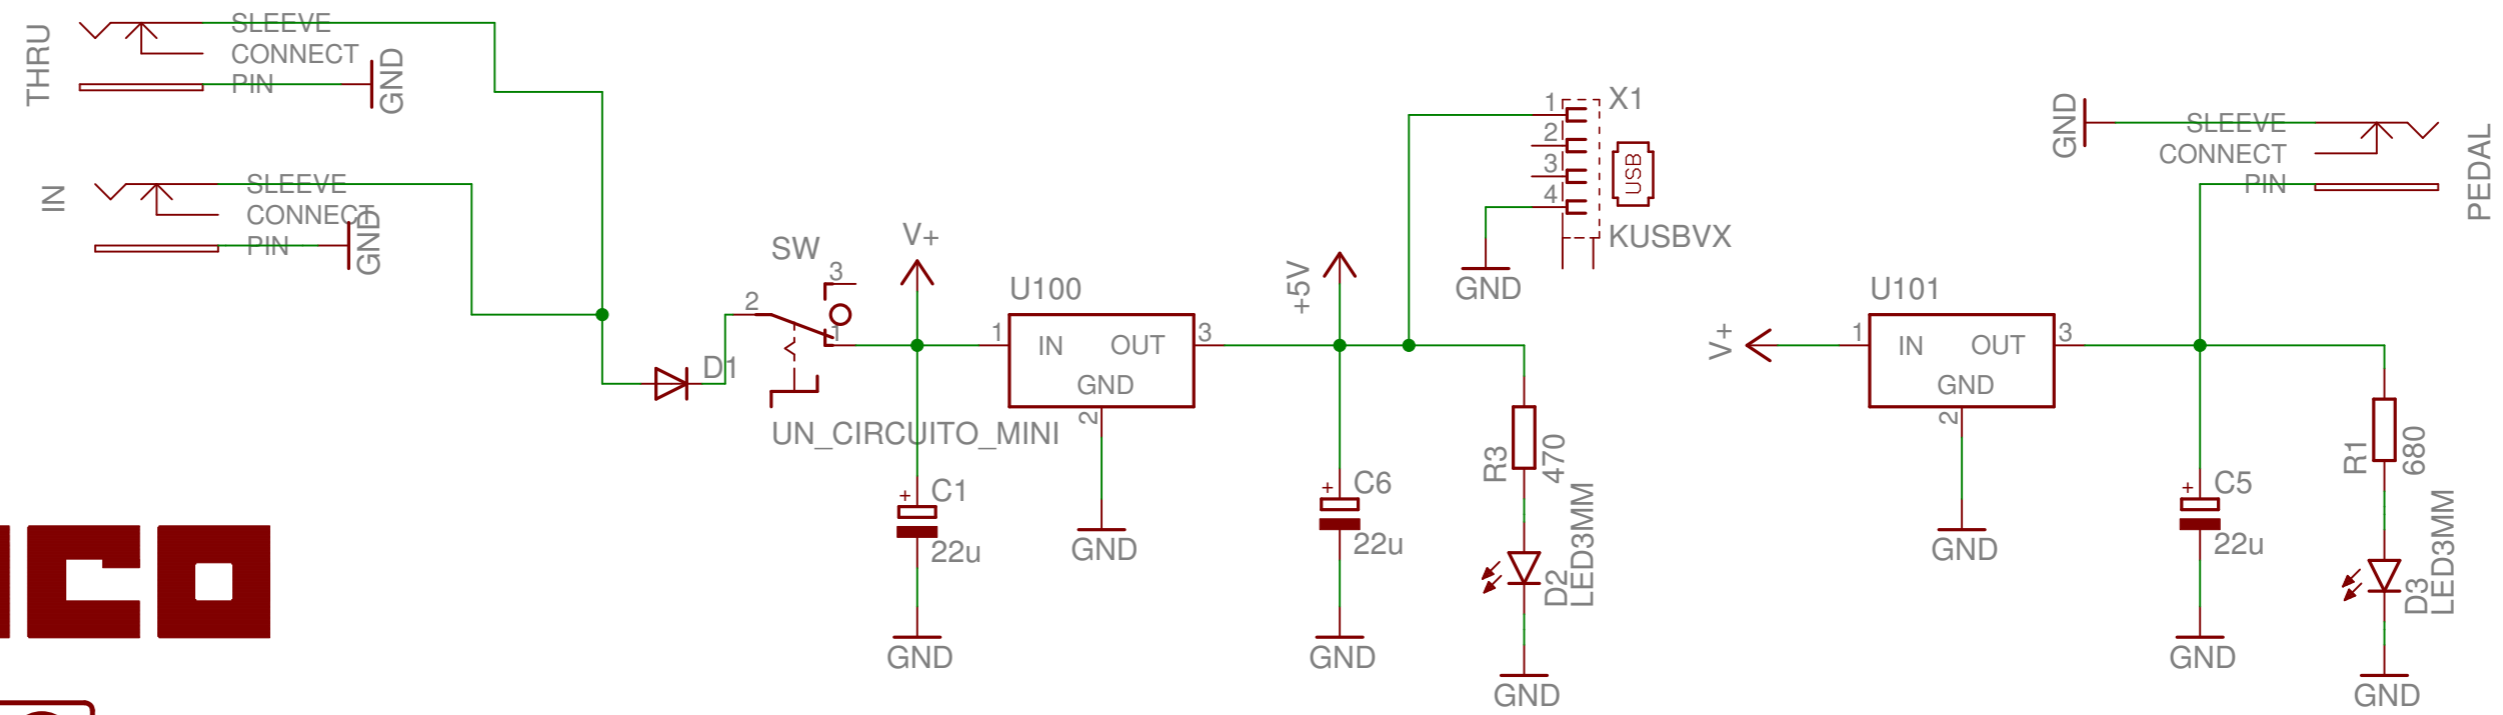 THRU
SLEEVE
CONNECT
PIN
GND
IN
SLEEVE
CONNECT
PIN
GND
D1
SW
2
3
1
UN_CIRCUITO_MINI
V+
+
C1
22u
GND
U100
1
IN
OUT
3
GND
2
GND
+5V
+
C6
22u
GND
X1
1
2
3
4
USB
KUSBVX
GND
R3
470
D2
LED3MM
GND
V+
U101
1
IN
OUT
3
GND
2
GND
GND
SLEEVE
CONNECT
PIN
PEDAL
+
C5
22u
GND
R1
680
D3
LED3MM
GND
CO